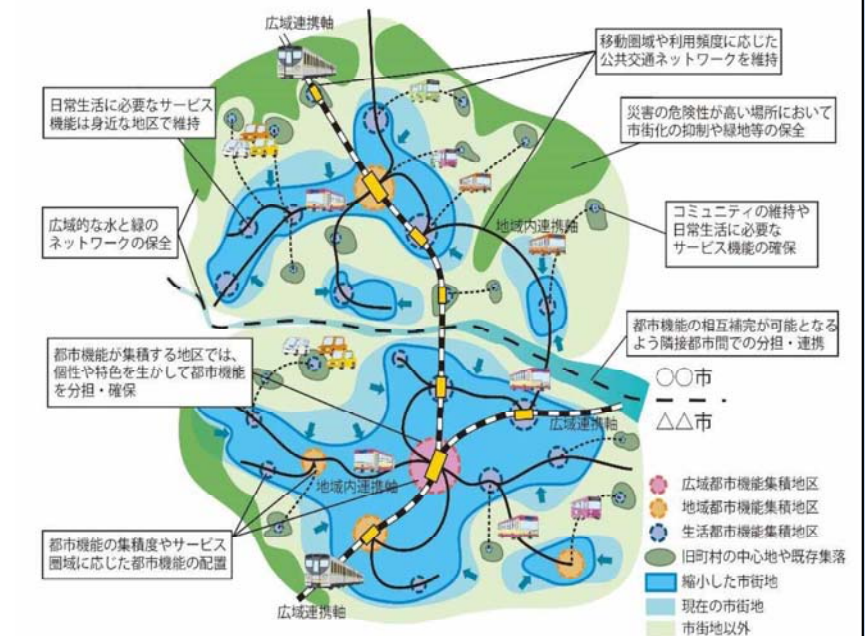 広域連携軸
移動圏域や利用頻度に応じた
公共交通ネットワークを維持
日常生活に必要なサービス
機能は身近な地区で維持
災害の危険性が高い場所において
市街化の抑制や緑地等の保全
広域的な水と緑の
ネットワークの保全
コミュニティの維持や
日常生活に必要な
サービス機能の確保
地域内連携軸
都市機能の相互補完が可能となる
よう隣接都市間での分担・連携
都市機能が集積する地区では、
個性や特色を生かして都市機能
を分担・確保
○○市
△△市
広域連携軸
地域内連携軸
都市機能の集積度やサービス
圏域に応じた都市機能の配置
広域連携軸
広域都市機能集積地区
地域都市機能集積地区
生活都市機能集積地区
旧町村の中心地や既存集落
縮小した市街地
現在の市街地
市街地以外